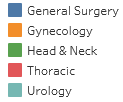 General Surgery
Gynecology
Head & Neck
Thoracic
Urology